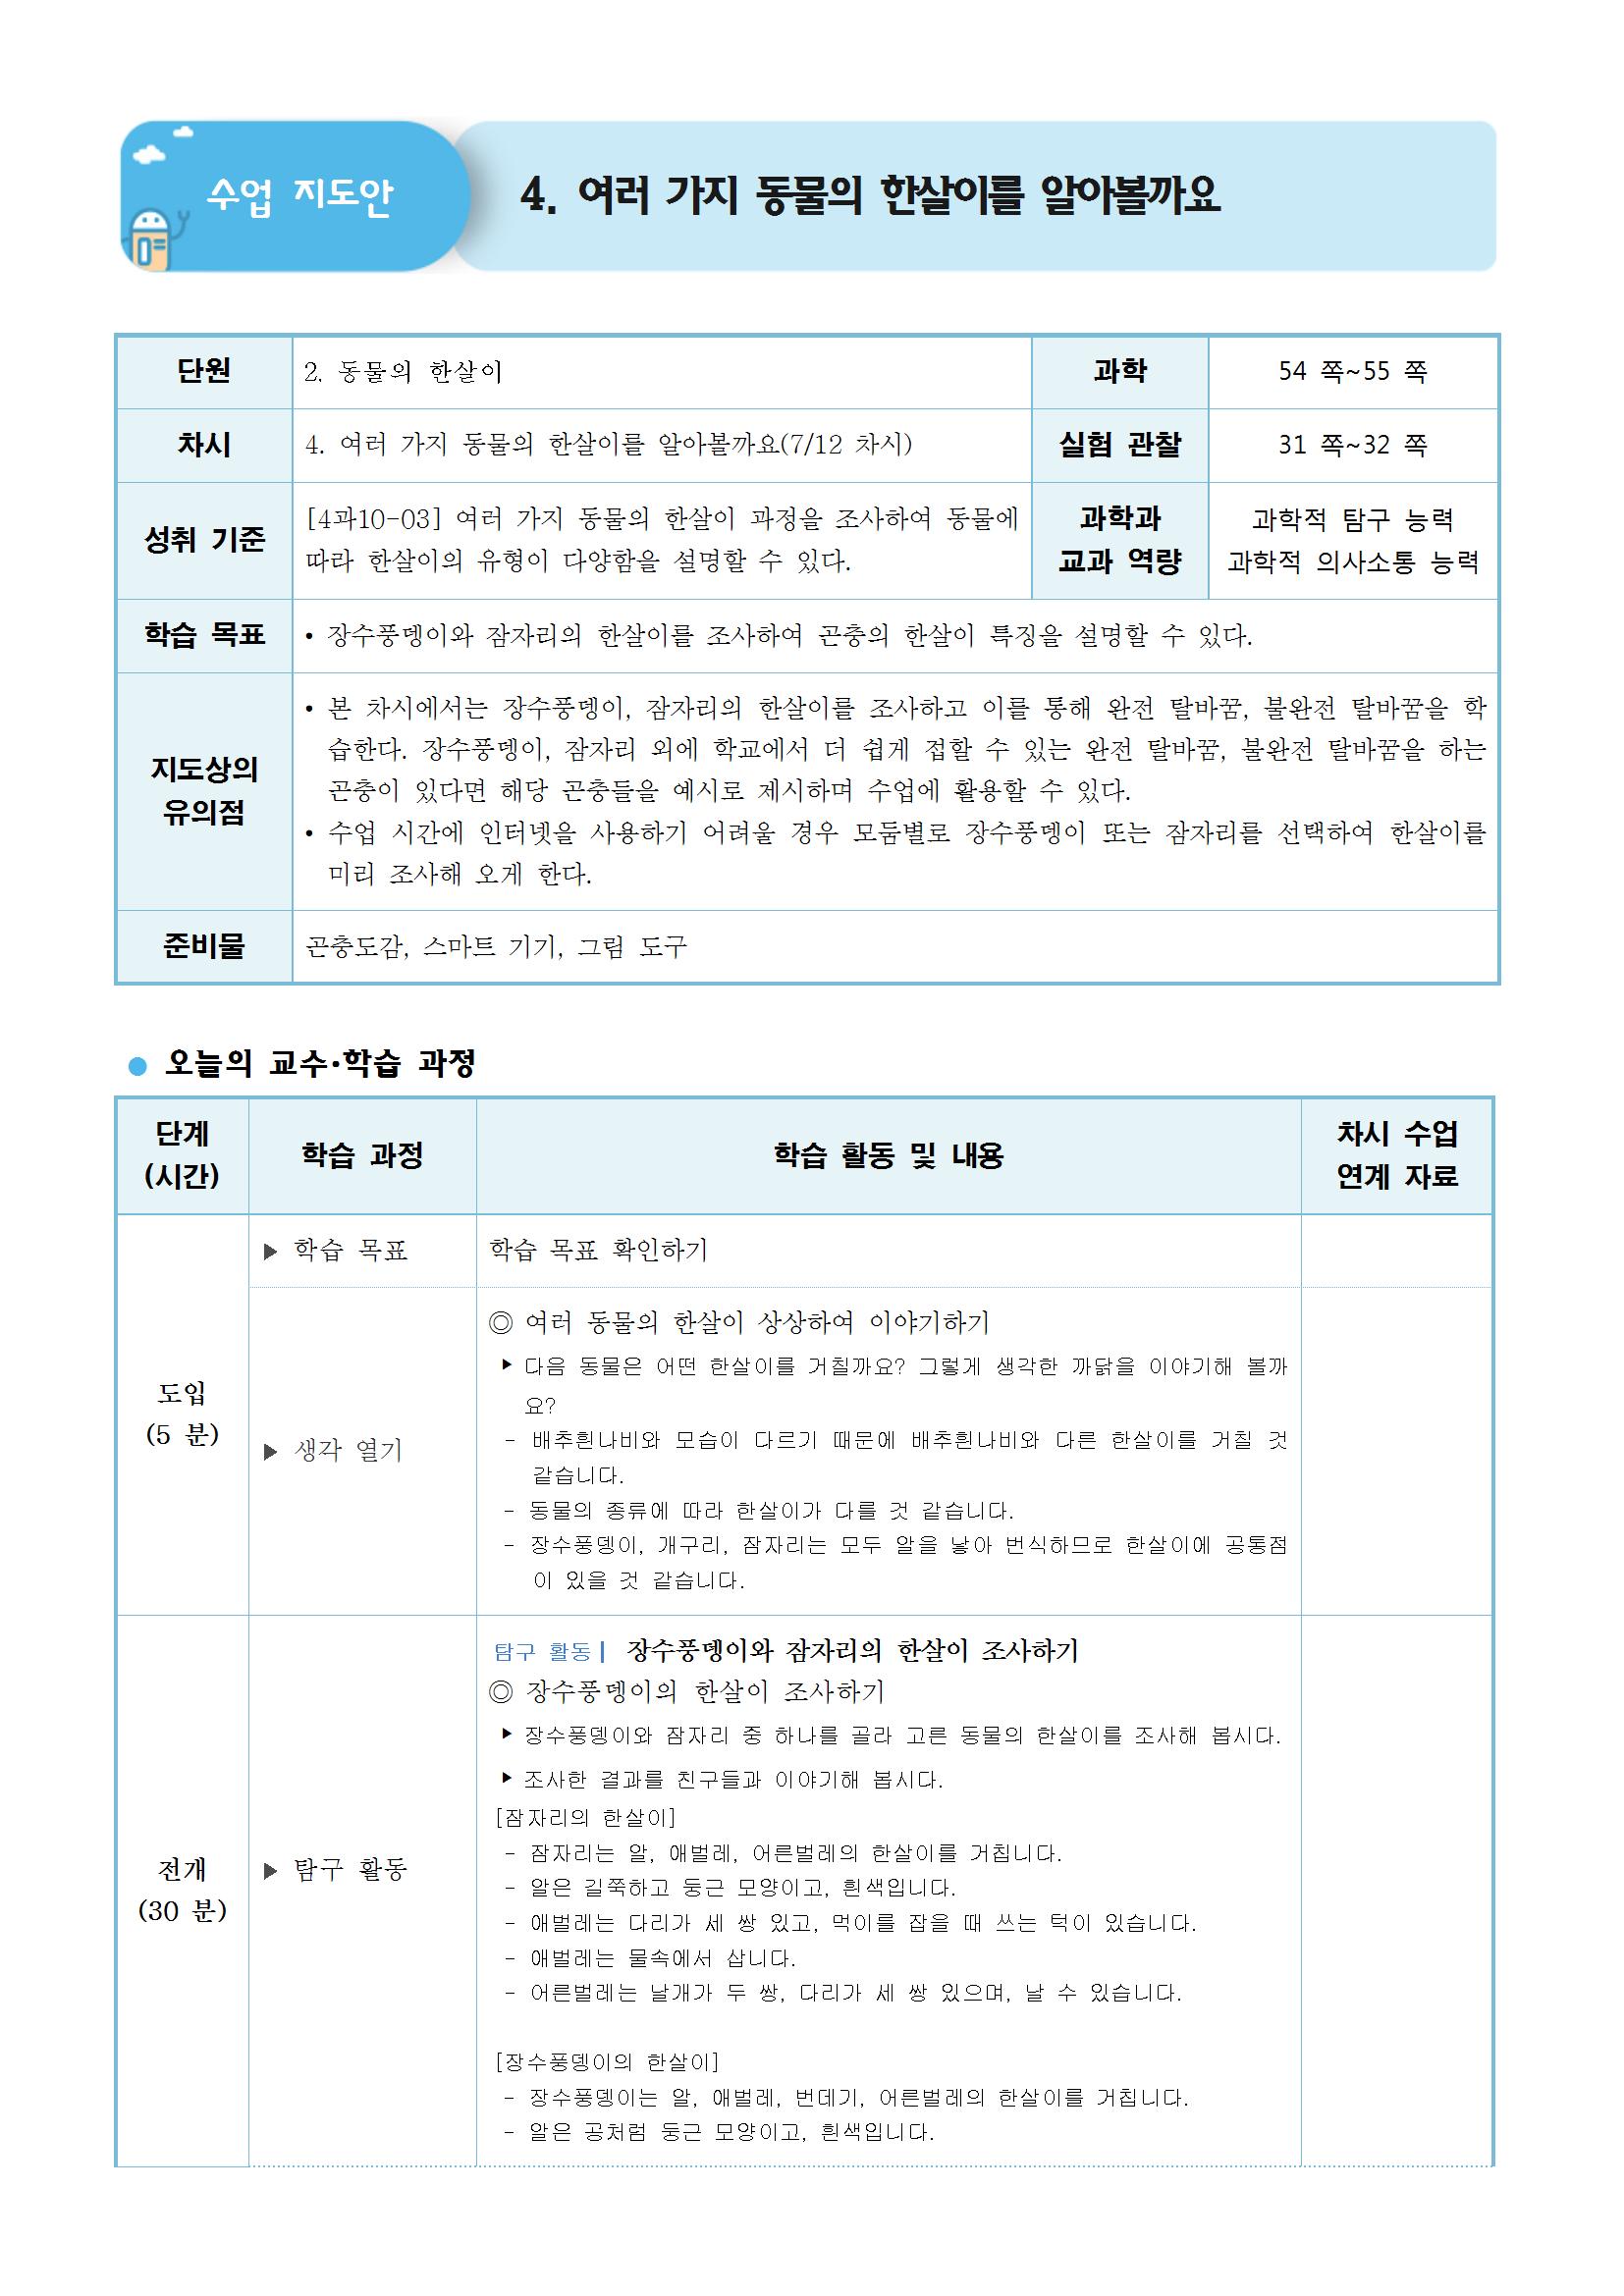 수업 지도안
4. 여러 가지 동물의 한살이를 알아볼까요
단원
2. 동물의 한살이
과학
54 쪽~55 쪽
차시
4. 여러 가지 동물의 한살이를 알아볼까요(7/12 차시)
실험 관찰
31 쪽~32 쪽
성취 기준
[4과10-03] 여러 가지 동물의 한살이 과정을 조사하여 동물에
따라 한살이의 유형이 다양함을 설명할 수 있다.
과학과
교과 역량
과학적 탐구 능력
과학적 의사소통 능력
학습 목표
• 장수풍뎅이와 잠자리의 한살이를 조사하여 곤충의 한살이 특징을 설명할 수 있다.
지도상의
유의점
• 본 차시에서는 장수풍뎅이, 잠자리의 한살이를 조사하고 이를 통해 완전 탈바꿈, 불완전 탈바꿈을 학
습한다. 장수풍뎅이, 잠자리 외에 학교에서 더 쉽게 접할 수 있는 완전 탈바꿈, 불완전 탈바꿈을 하는
곤충이 있다면 해당 곤충들을 예시로 제시하며 수업에 활용할 수 있다.
• 수업 시간에 인터넷을 사용하기 어려울 경우 모둠별로 장수풍뎅이 또는 잠자리를 선택하여 한살이를
미리 조사해 오게 한다.
준비물
곤충도감, 스마트 기기, 그림 도구
● 오늘의 교수·학습 과정
단계
(시간)
학습 과정
학습 활동 및 내용
차시 수업
연계 자료
도입
(5 분)
▶ 학습 목표
학습 목표 확인하기
▶ 생각 열기
◎ 여러 동물의 한살이 상상하여 이야기하기
▶ 다음 동물은 어떤 한살이를 거칠까요? 그렇게 생각한 까닭을 이야기해 볼까
요?
- 배추흰나비와 모습이 다르기 때문에 배추흰나비와 다른 한살이를 거칠 것
같습니다.
- 동물의 종류에 따라 한살이가 다를 것 같습니다.
- 장수풍뎅이, 개구리, 잠자리는 모두 알을 낳아 번식하므로 한살이에 공통점
이 있을 것 같습니다.
전개
(30 분)
▶ 탐구 활동
탐구 활동 | 장수풍뎅이와 잠자리의 한살이 조사하기
◎ 장수풍뎅이의 한살이 조사하기
▶ 장수풍뎅이와 잠자리 중 하나를 골라 고른 동물의 한살이를 조사해 봅시다.
▶ 조사한 결과를 친구들과 이야기해 봅시다.
[잠자리의 한살이]
- 잠자리는 알, 애벌레, 어른벌레의 한살이를 거칩니다.
- 알은 길쭉하고 둥근 모양이고, 흰색입니다.
- 애벌레는 다리가 세 쌍 있고, 먹이를 잡을 때 쓰는 턱이 있습니다.
- 애벌레는 물속에서 삽니다.
- 어른벌레는 날개가 두 쌍, 다리가 세 쌍 있으며, 날 수 있습니다.
[장수풍뎅이의 한살이]
- 장수풍뎅이는 알, 애벌레, 번데기, 어른벌레의 한살이를 거칩니다.
- 알은 공처럼 둥근 모양이고, 흰색입니다.